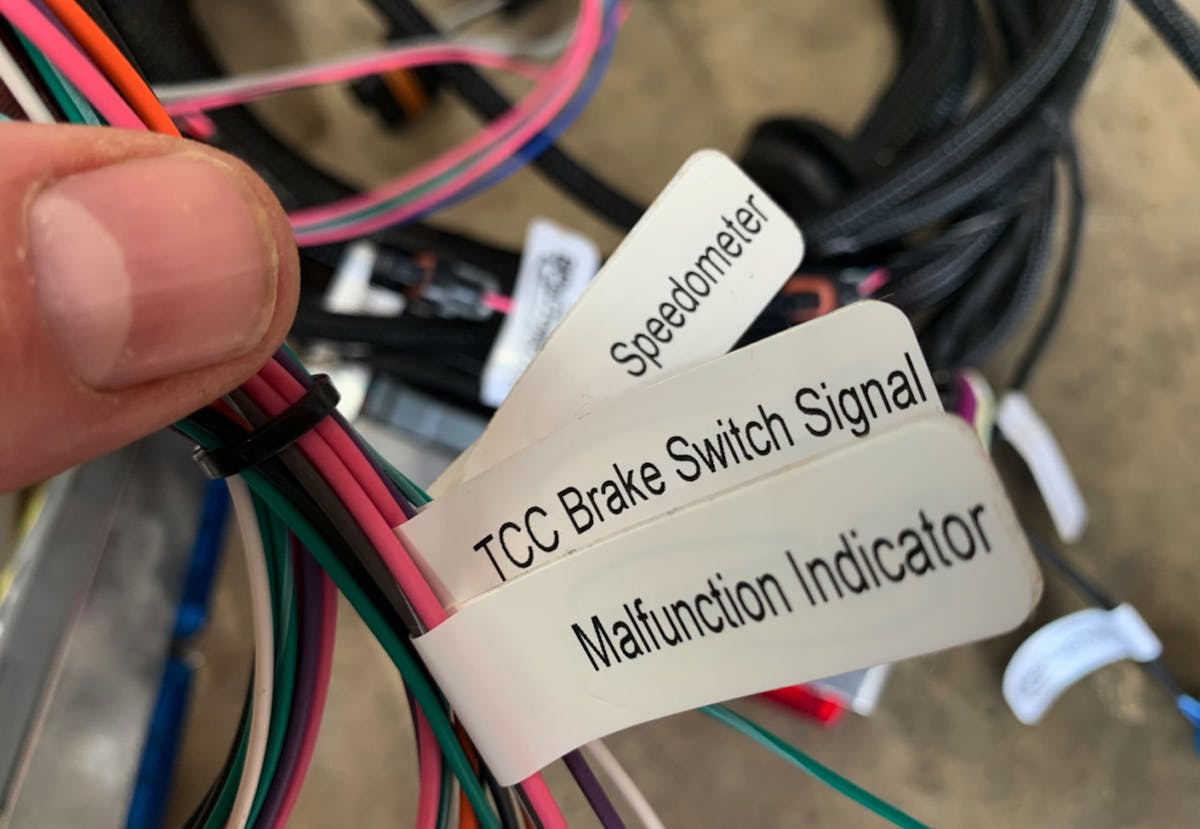 Speedometer
TCC Brake Switch Signal
Malfunction Indicator